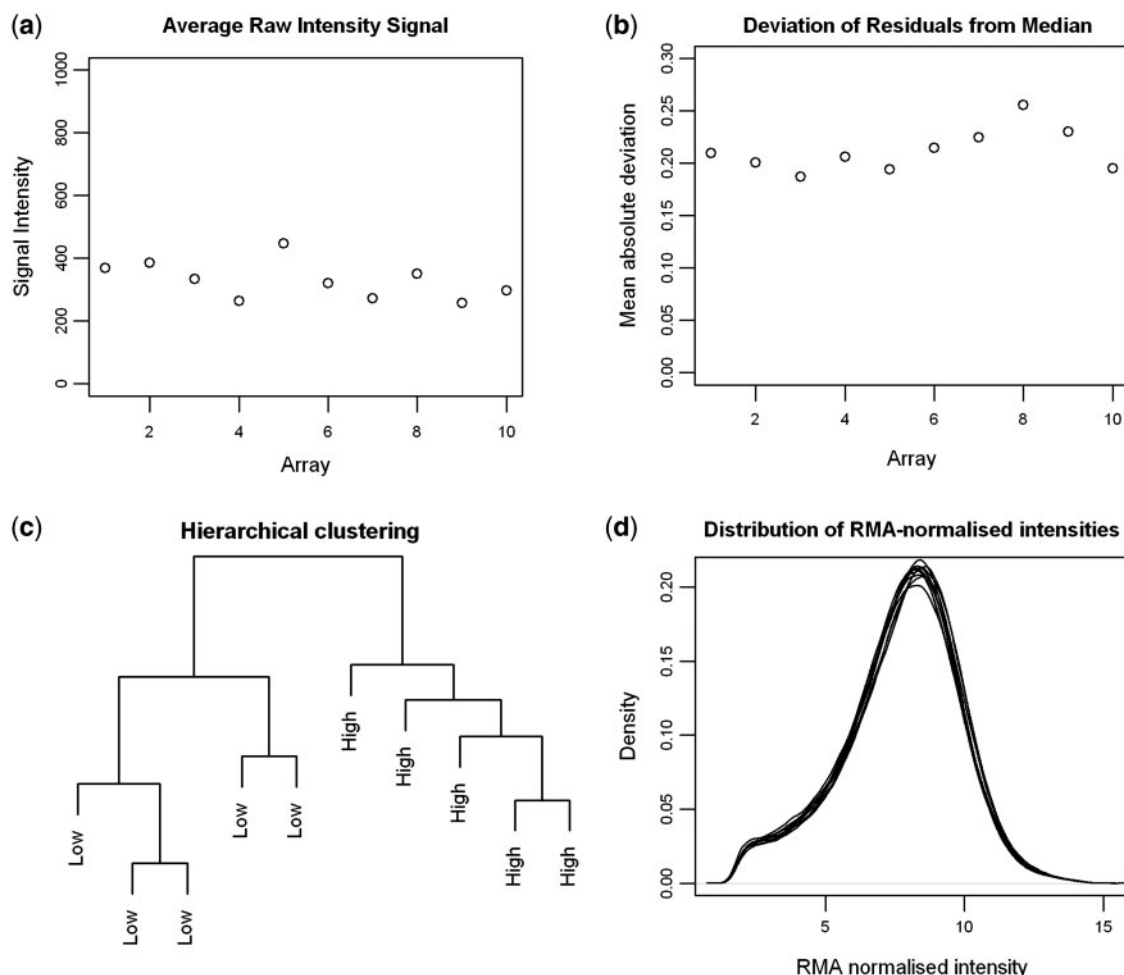 (a)
Average Raw Intensity Signal
Signal Intensity
1000
800
600
400
200
0
2
4
6
8
10
Array
(b)
Deviation of Residuals from Median
Mean absolute deviation
0.30
0.25
0.20
0.15
0.10
0.05
0.00
2
4
6
8
10
Array
(c)
Hierarchical clustering
Low
Low
Low
Low
Low
High
High
High
High
High
(d)
Distribution of RMA-normalised intensities
Density
0.20
0.15
0.10
0.05
0.00
5
10
15
RMA normalised intensity